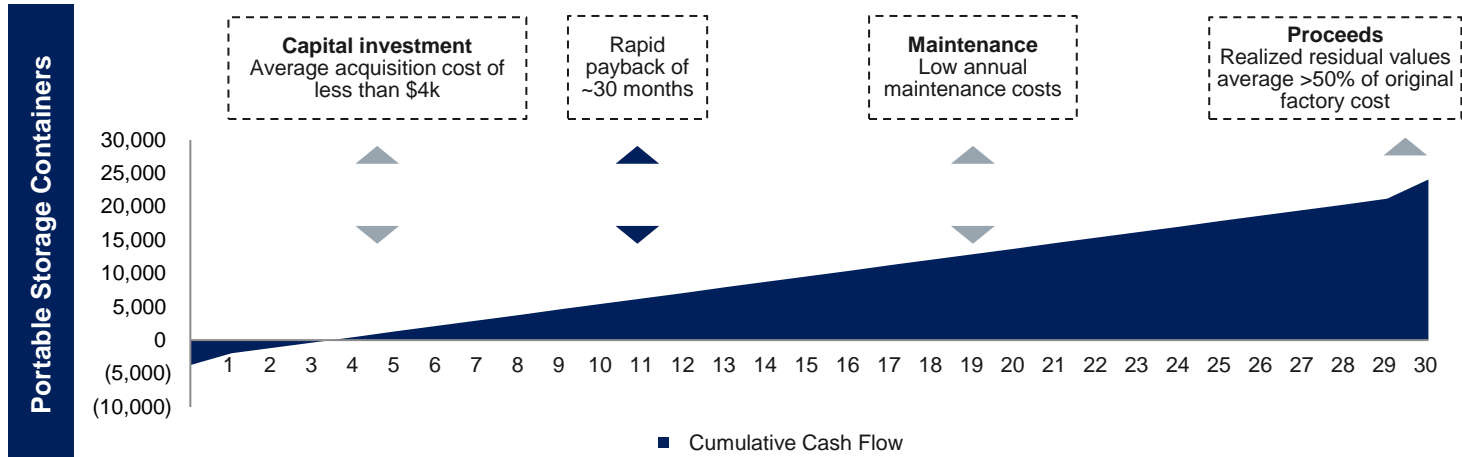 Portable Storage Containers
Capital investment
Average acquisition cost of
less than $4k
Rapid
payback of
~30 months
Maintenance
Low annual
maintenance costs
Proceeds
Realized residual values
average >50% of original
factory cost
30,000
25,000
20,000
15,000
10,000
5,000
0
(5,000)
(10,000)
1 2 3 4 5 6 7 8 9 10 11 12 13 14 15 16 17 18 19 20 21 22 23 24 25 26 27 28 29 30
Cumulative Cash Flow